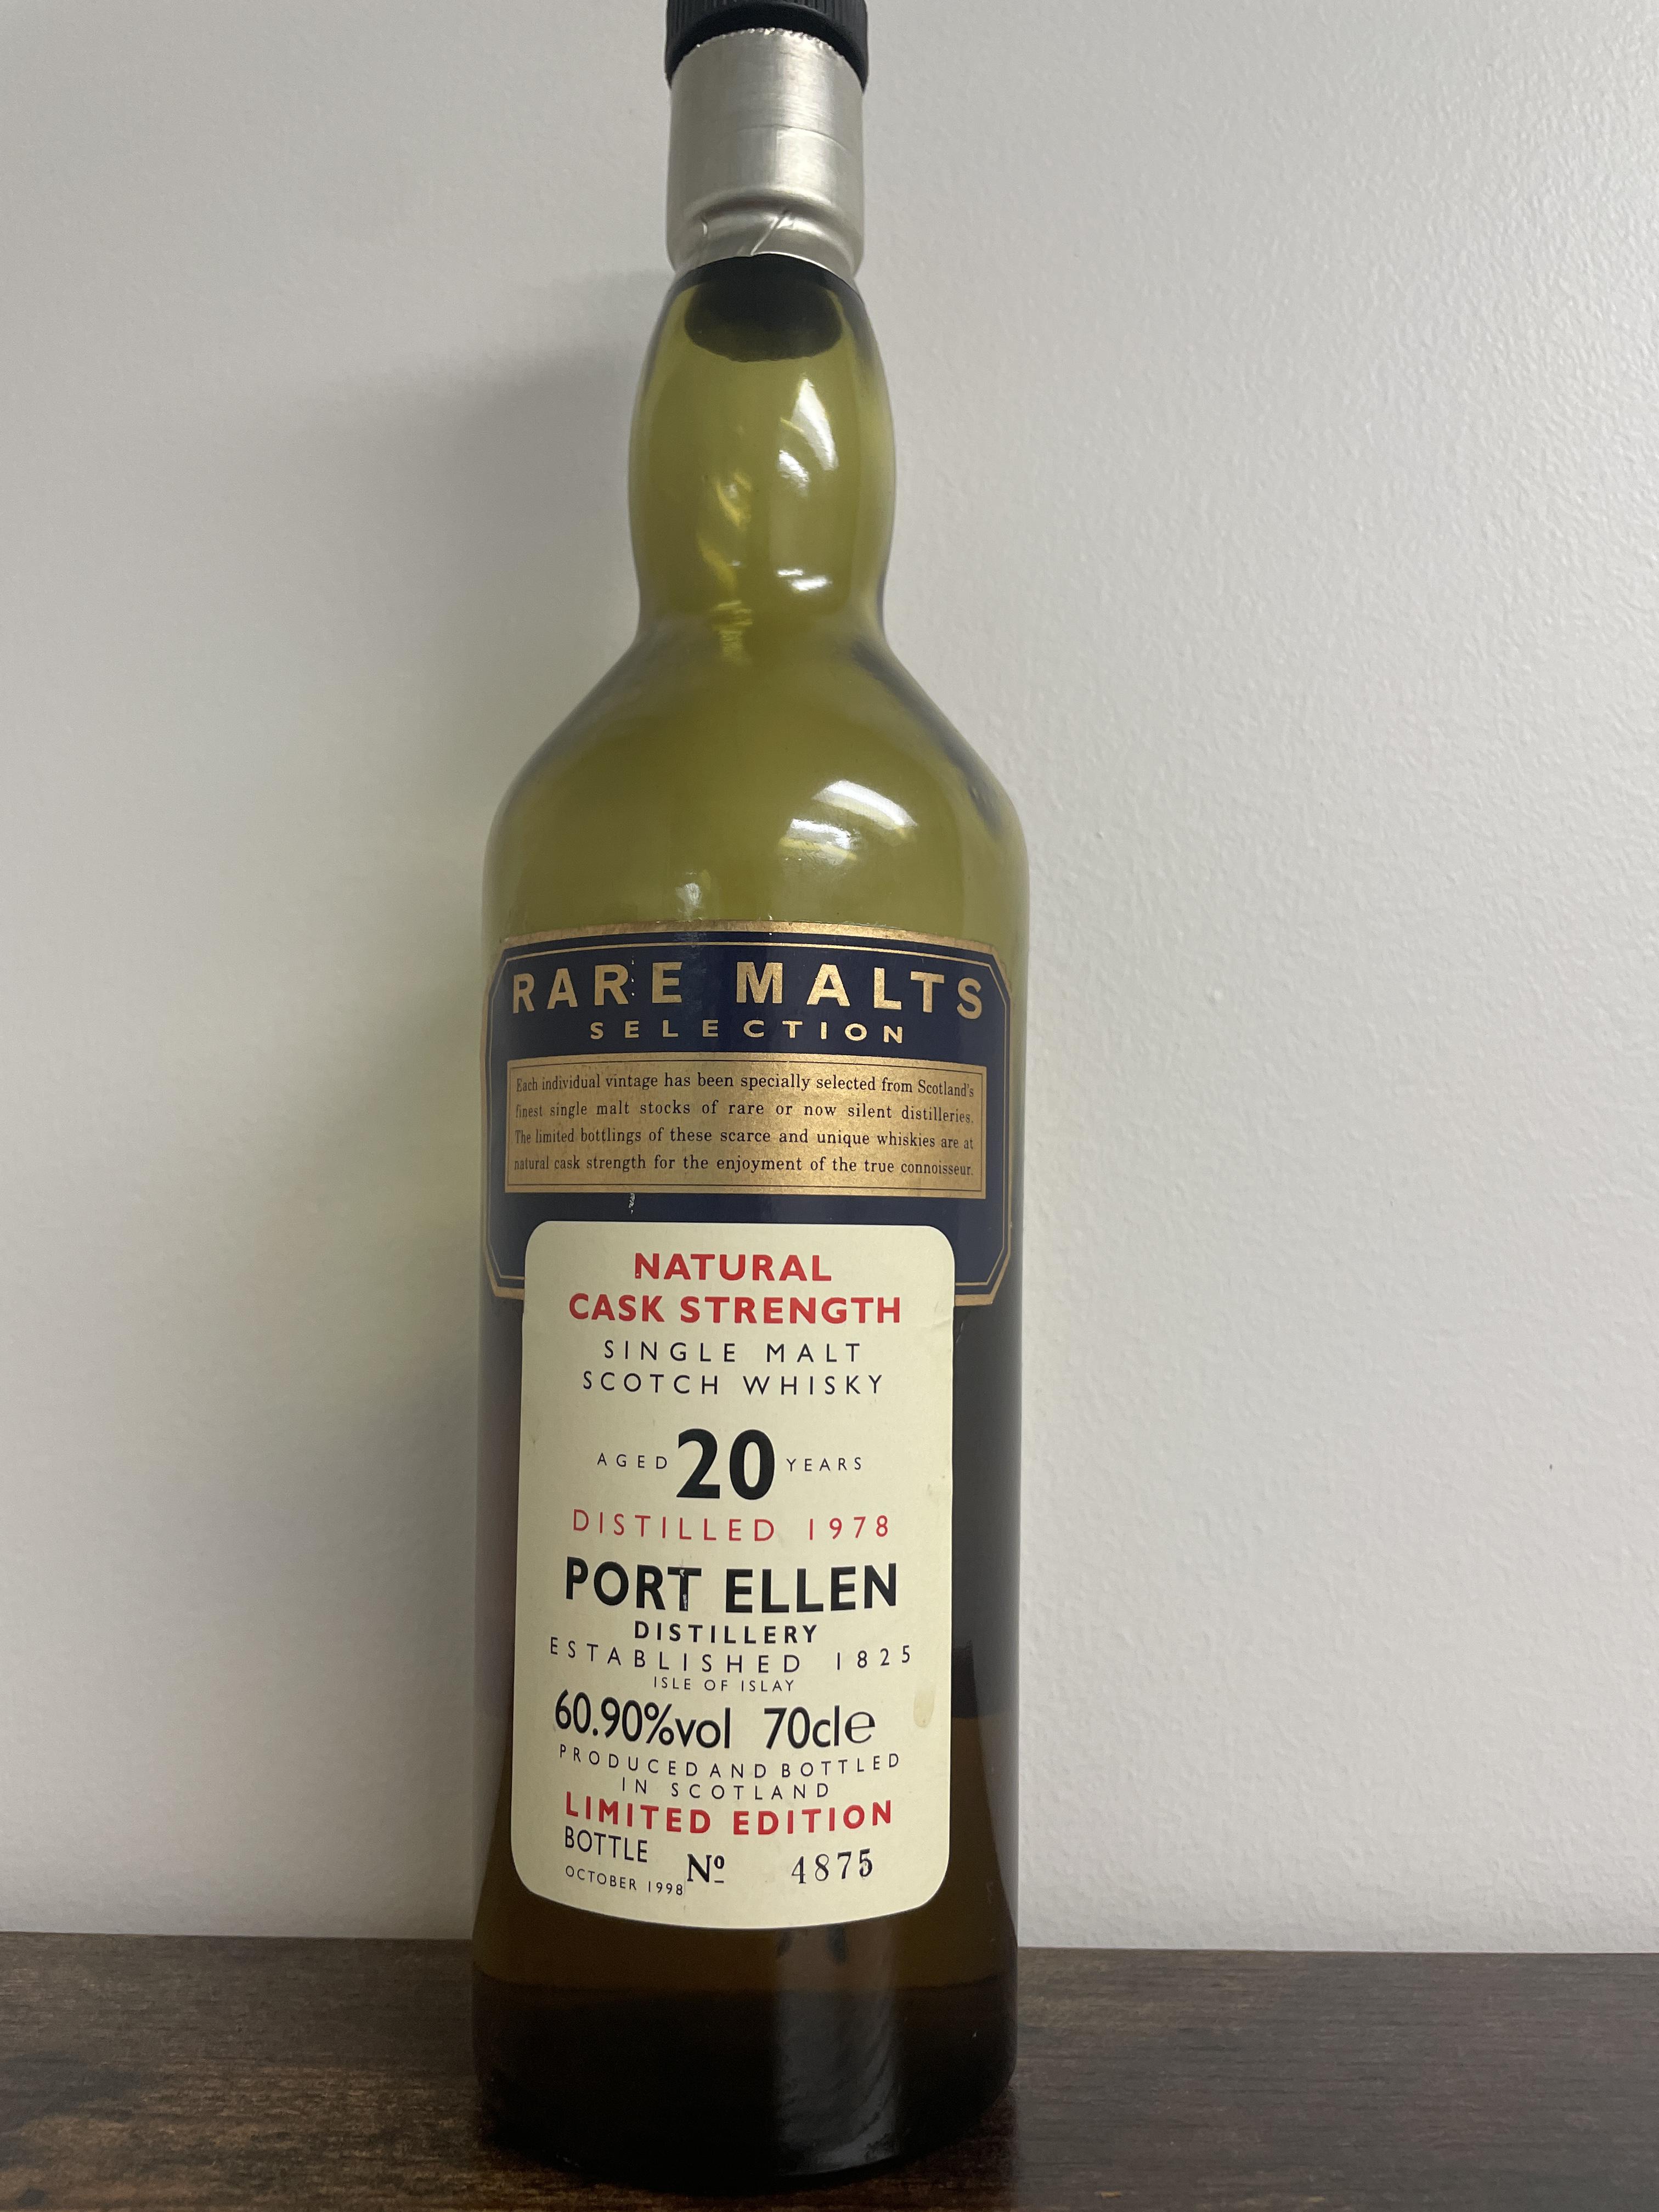 RARE MALTS
SELECTION
Each individual vintage has been specially selected from Scotland's
finest single malt stocks of rare or now silent distilleries.
The limited bottlings of these scarce and unique whiskies are at
natural cask strength for the enjoyment of the true connoisseur.
NATURAL
CASK STRENGTH
SINGLE MALT
SCOTCH WHISKY
AGED 20 YEARS
DISTILLED 1978
PORT ELLEN
DISTILLERY
ESTABLISHED 1825
ISLE OF ISLAY
60.90%vol 70cle
PRODUCED AND BOTTLED
IN SCOTLAND
LIMITED EDITION
BOTTLE Nº 4875
OCTOBER 1998